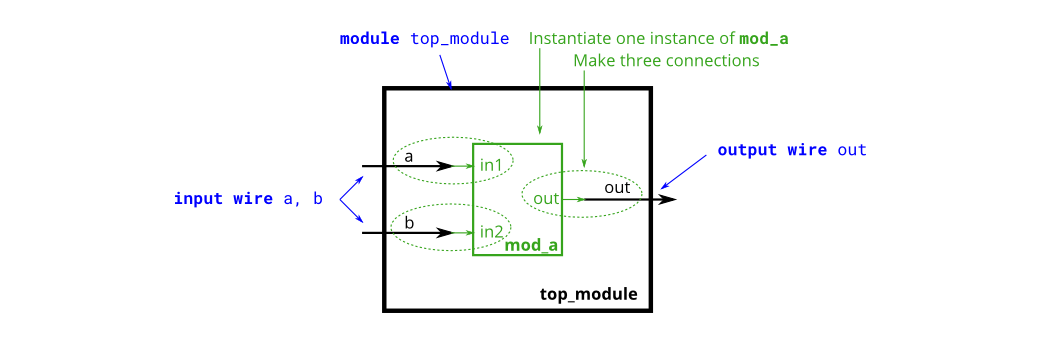 module top_module
Instantiate one instance of mod_a
Make three connections
a
in1
output wire out
input wire a, b
out
out
b
in2
mod_a
top_module